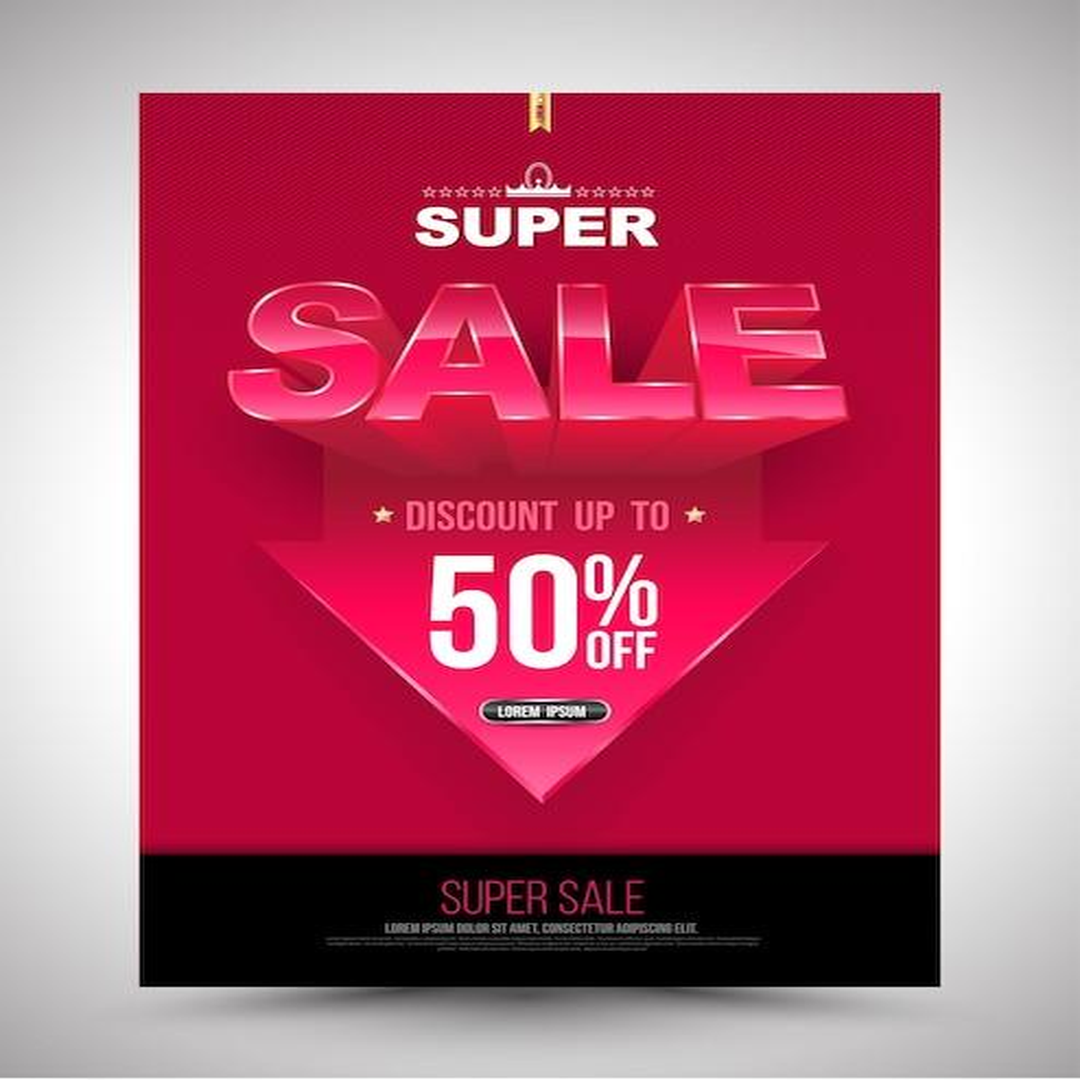 SUPER
SALE
DISCOUNT UP TO
50%
OFF
LOREM IPSUM
SUPER SALE
LOREM IPSUM DOLOR SIT AMET, CONSECTETUR ADIPISCING ELIT.